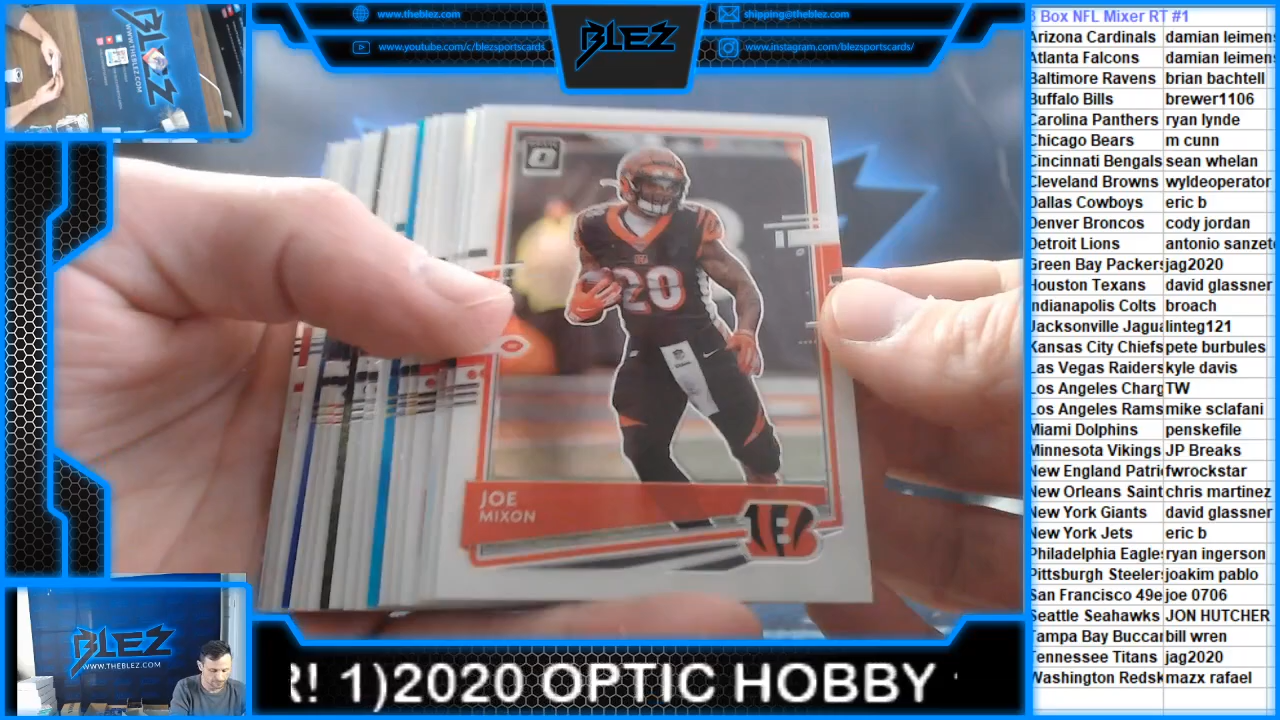 www.theblez.com
shipping@theblez.com
www.youtube.com/c/blezsportscards
www.instagram.com/blezsportscards/
BLEZ
BLEZ
THEBLEZ.COM
O
20
JOE
MIXON
B
BLEZ
WWW.THEBLEZ.COM
R! 1)2020 OPTIC HOBBY
Box NFL Mixer RT #1
Arizona Cardinals damian leimens
Atlanta Falcons damian leimens
Baltimore Ravens brian bachtell
Buffalo Bills brewer1106
Carolina Panthers ryan lynde
Chicago Bears m cunn
Cincinnati Bengals sean whelan
Cleveland Browns wyldeoperator
Dallas Cowboys eric b
Denver Broncos cody jordan
Detroit Lions antonio sanzet
Green Bay Packers jag2020
Houston Texans david glassner
Indianapolis Colts broach
Jacksonville Jagua linteg121
Kansas City Chiefs pete burbules
Las Vegas Raiders kyle davis
Los Angeles Charg TW
Los Angeles Rams mike sclafani
Miami Dolphins penskefile
Minnesota Vikings JP Breaks
New England Patri fwrockstar
New Orleans Saint chris martinez
New York Giants david glassner
New York Jets eric b
Philadelphia Eagle ryan ingerson
Pittsburgh Steeler joakim pablo
San Francisco 49e joe 0706
Seattle Seahawks JON HUTCHER
Tampa Bay Buccar bill wren
Tennessee Titans jag2020
Washington Redsk mazx rafael